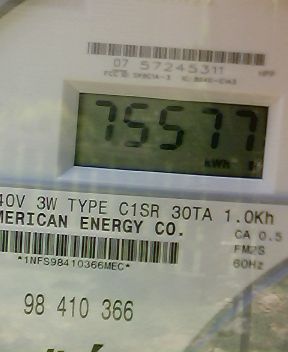 07 57245311
75577
kWh
40V 3W TYPE C1SR 30TA 1.0Kh
MERICAN ENERGY CO.
CA 0.5
FM2S
60Hz
*1NFS98410366MEC*
98 410 366